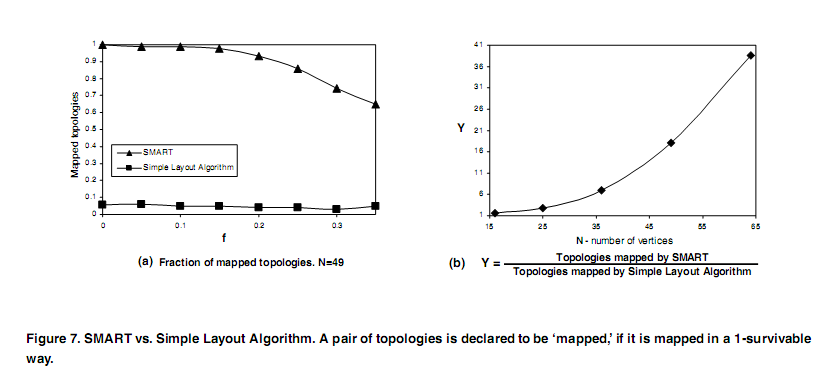 1
0.9
0.8
0.7
0.6
0.5
0.4
0.3
0.2
0.1
0
Mapped topologies
SMART
Simple Layout Algorithm
0 0.1 0.2 0.3
f
(a) Fraction of mapped topologies. N=49
41
36
31
26
21
16
11
6
1
Y
15 25 35 45 55 65
N - number of vertices
(b) Y = Topologies mapped by SMART
Topologies mapped by Simple Layout Algorithm
Figure 7. SMART vs. Simple Layout Algorithm. A pair of topologies is declared to be ‘mapped,’ if it is mapped in a 1-survivable
way.